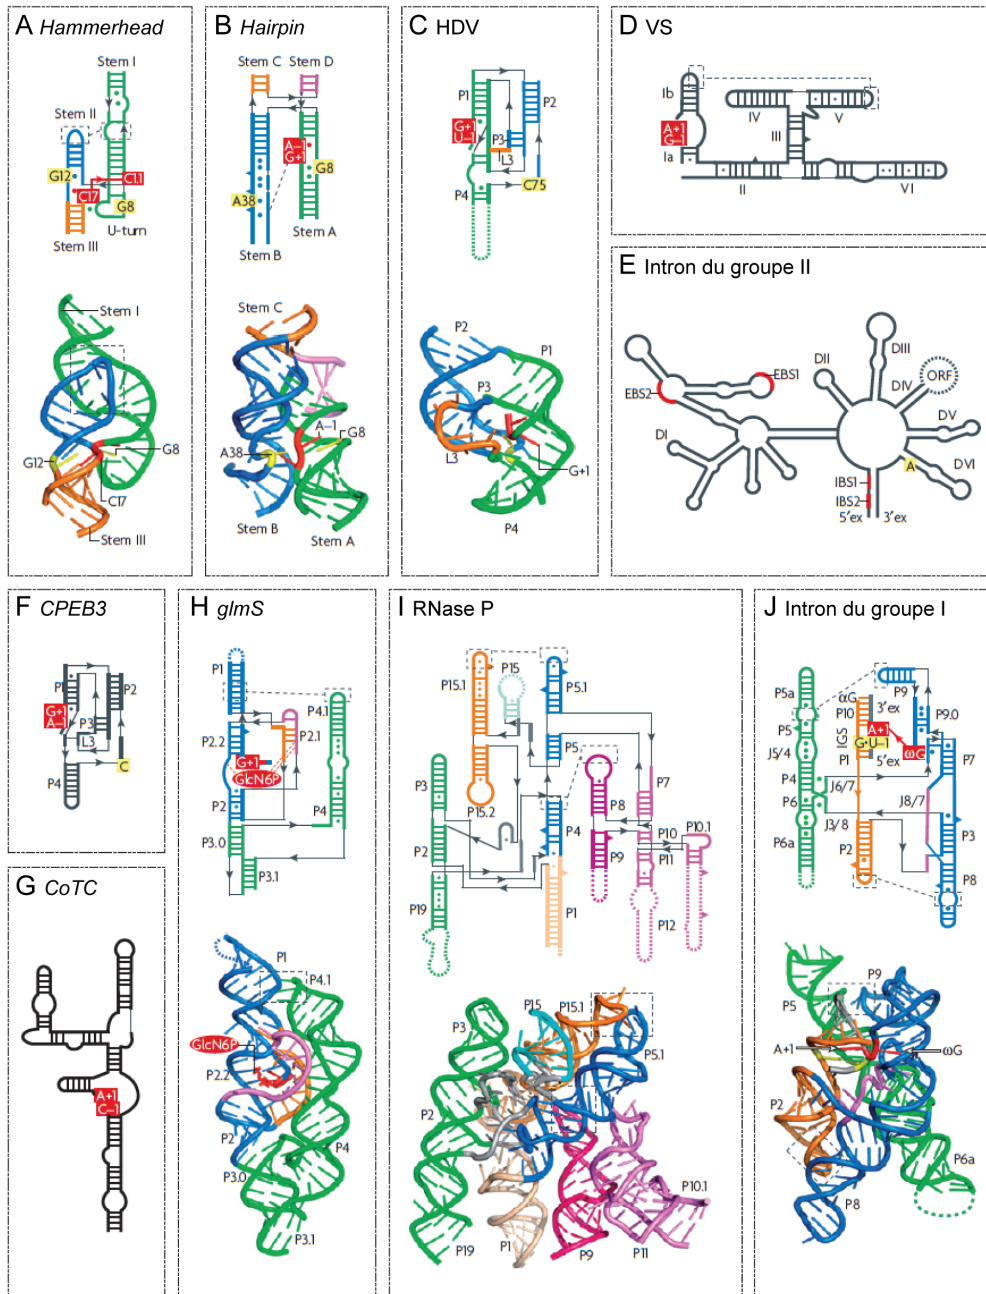 A Hammerhead
Stem I
Stem II
G12
C1.1
C17
G8
U-turn
Stem III
Stem I
G12
G8
C17
Stem III
B Hairpin
Stem C
Stem D
A–1
G+1
G8
A38
Stem A
Stem B
Stem C
A–1
G8
A38
Stem B
Stem A
C HDV
P1
P2
G+1
U–1
P3
L3
C75
P4
P2
P1
P3
L3
G+1
P4
D VS
Ib
IV
V
A+1
G–1
III
Ia
II
VI
E Intron du groupe II
DIII
DII
EBS1
DIV
ORF
EBS2
DV
DI
A
DVI
IBS1
IBS2
5'ex
3'ex
F CPEB3
P1
P2
G+1
A–1
P3
L3
C
P4
G CoTC
A+1
C–1
H glmS
P1
P4.1
P2.1
P2.2
G+1
GlcN6P
P2
P4
P3.0
P3.1
P1
P4.1
GlcN6P
P2.2
P2
P4
P3.0
P3.1
I RNase P
P15
P15.1
P5.1
P5
P3
P7
P15.2
P8
P4
P10
P10.1
P2
P9
P11
P1
P19
P12
P15
P15.1
P3
P5.1
P2
P10.1
P19
P1
P9
P11
J Intron du groupe I
P9
P5a
αG
3'ex
P10
P9.0
P5
IGS
A+1
G·U–1
ωG
J5/4
5'ex
P7
P1
P4
J6/7
J8/7
P6
J3/8
P3
P6a
P2
P8
P9
P5
A+1
ωG
P2
P6a
P8